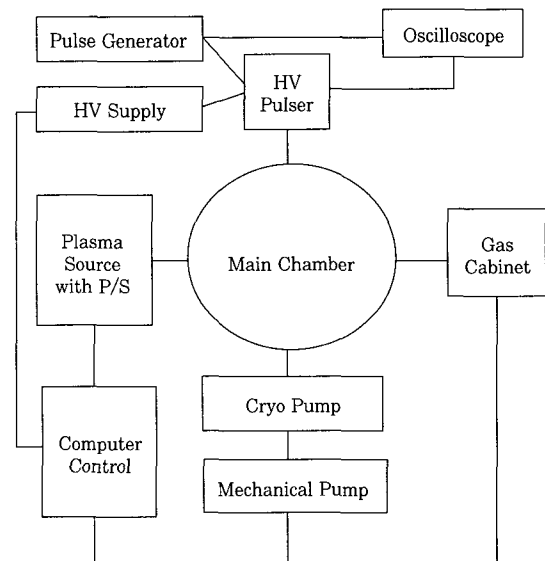 Pulse Generator
Oscilloscope
HV
Pulser
HV Supply
Plasma
Source
with P/S
Main Chamber
Gas
Cabinet
Cryo Pump
Computer
Control
Mechanical Pump